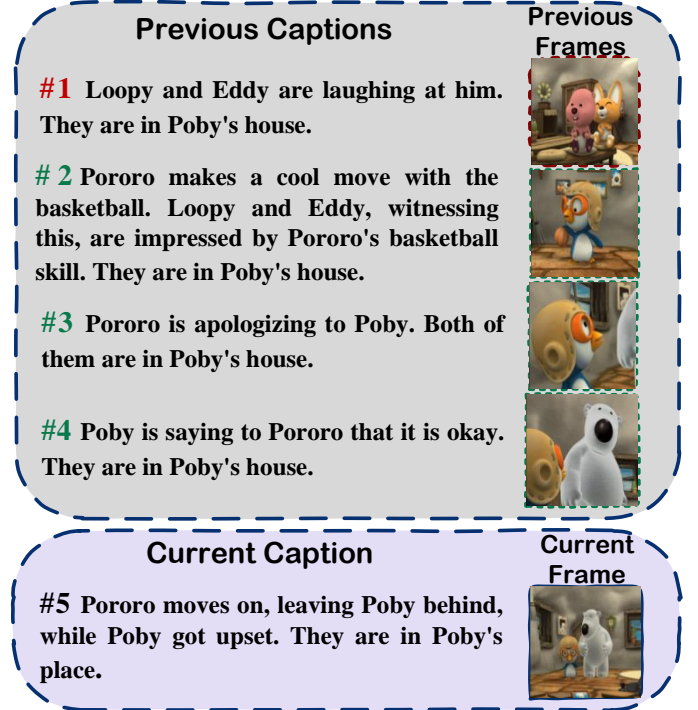 Previous Captions
Previous
Frames
#1 Loopy and Eddy are laughing at him.
They are in Poby's house.
# 2 Pororo makes a cool move with the
basketball. Loopy and Eddy, witnessing
this, are impressed by Pororo's basketball
skill. They are in Poby's house.
#3 Pororo is apologizing to Poby. Both of
them are in Poby's house.
#4 Poby is saying to Pororo that it is okay.
They are in Poby's house.
Current Caption
Current
Frame
#5 Pororo moves on, leaving Poby behind,
while Poby got upset. They are in Poby's
place.